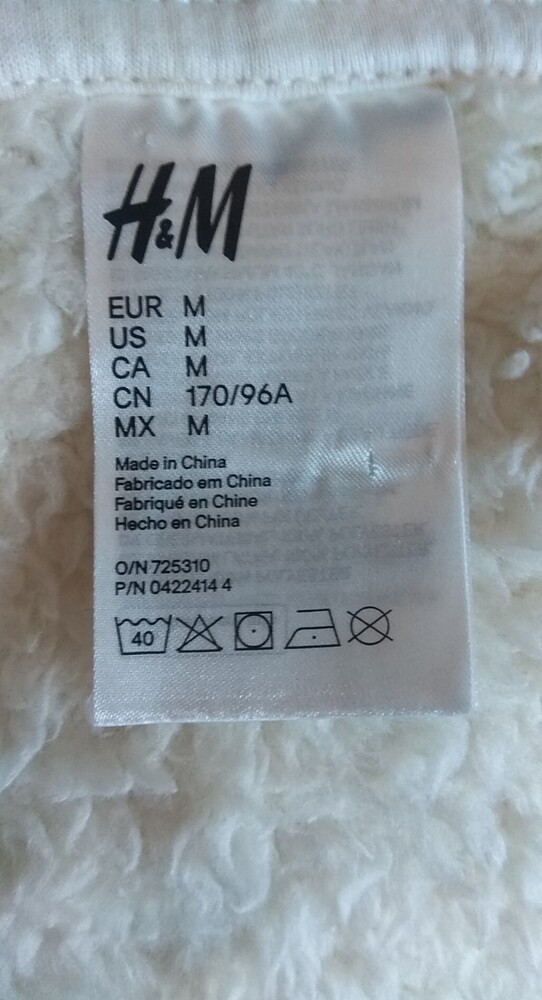 H&M
EUR M
US M
CA M
CN 170/96A
MX M
Made in China
Fabricado em China
Fabriqué en Chine
Hecho en China
O/N 725310
P/N 0422414 4
40